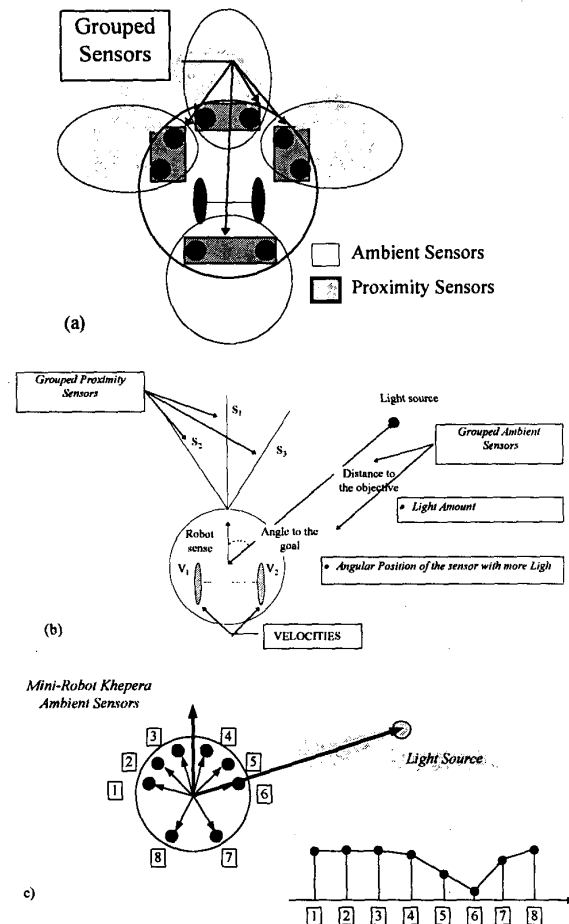 Grouped
Sensors
Ambient Sensors
Proximity Sensors
(a)
Grouped Proximity
Sensors
S1
S2
S3
Light source
Grouped Ambient
Sensors
Distance to
the objective
• Light Amount
Robot
sense
Angle to the
goal
V1
V2
• Angular Position of the sensor with more Ligh
VELOCITIES
(b)
Mini-Robot Khepera
Ambient Sensors
3
4
2
5
1
6
8
7
Light Source
c)
1 2 3 4 5 6 7 8